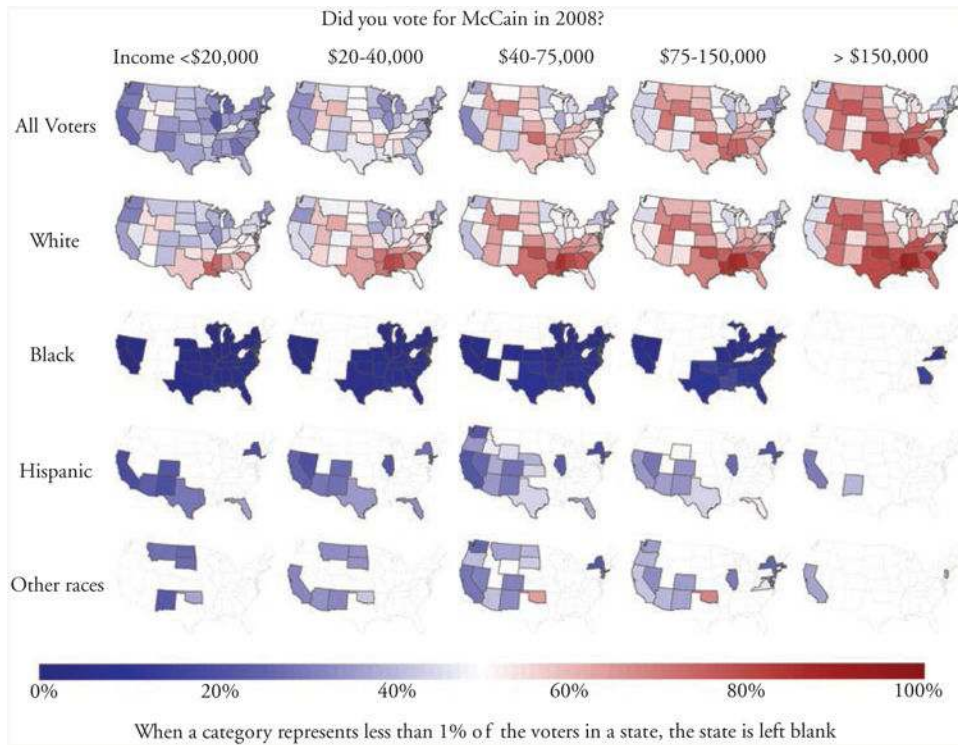 Did you vote for McCain in 2008?
Income <$20,000 $20-40,000 $40-75,000 $75-150,000 > $150,000
All Voters
White
Black
Hispanic
Other races
0% 20% 40% 60% 80% 100%
When a category represents less than 1% of the voters in a state, the state is left blank